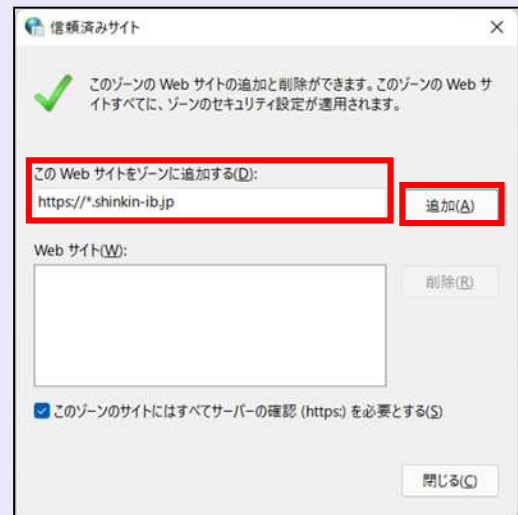 信頼済みサイト
このゾーンの Web サイトの追加と削除ができます。このゾーンの Web サ
イトすべてに、ゾーンのセキュリティ設定が適用されます。
この Web サイトをゾーンに追加する(D):
https://*.shinkin-ib.jp
追加(A)
Web サイト(W):
削除(R)
このゾーンのサイトにはすべてサーバーの確認 (https:) を必要とする(S)
閉じる(C)